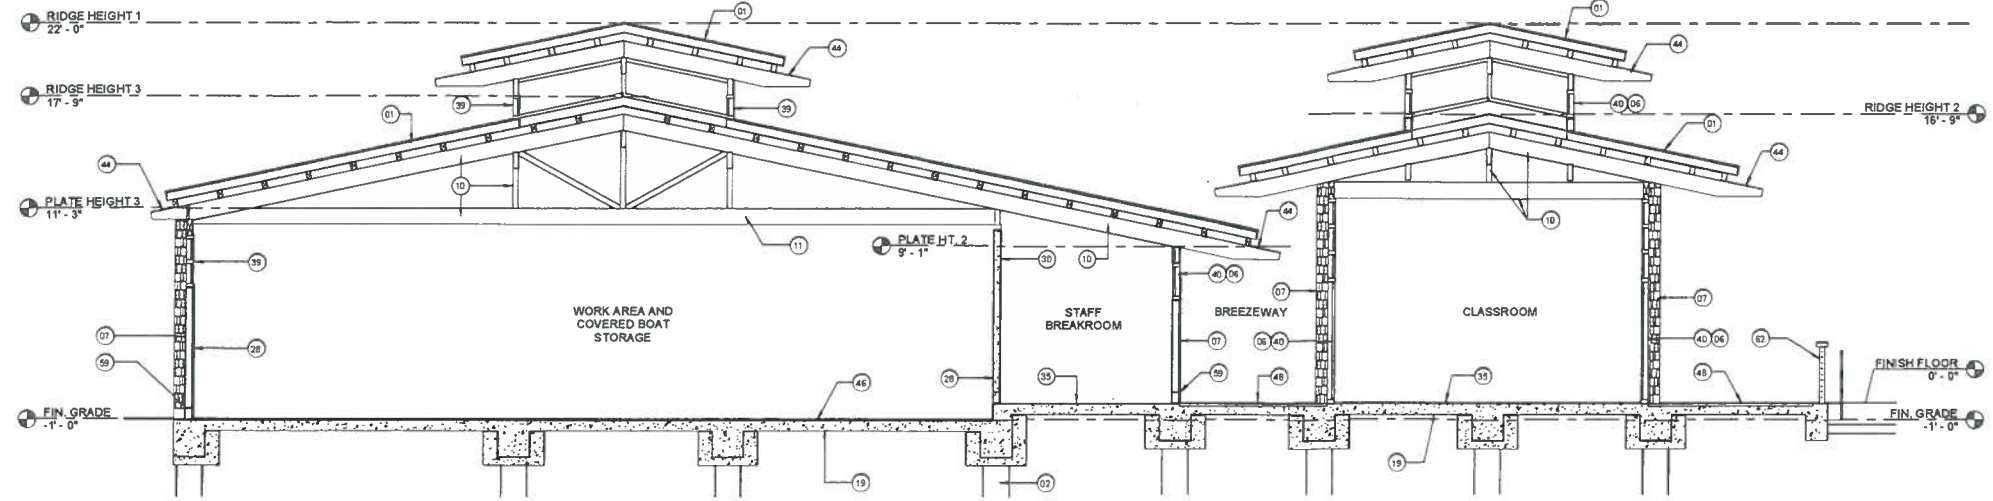 RIDGE HEIGHT 1
22' - 0"
01
01
44
44
RIDGE HEIGHT 3
17' - 9"
39
39
40 06
RIDGE HEIGHT 2
16' - 9"
01
01
44
44
10
PLATE HEIGHT 3
11' - 3"
44
10
11
PLATE HT. 2
9' - 1"
10
39
30
40 06
07
07
WORK AREA AND
COVERED BOAT
STORAGE
STAFF
BREAKROOM
BREEZEWAY
CLASSROOM
07
28
07
06 40
40 06
62
59
28
35
59
48
35
48
FINISH FLOOR
0' - 0"
46
FIN. GRADE
-1' - 0"
FIN. GRADE
-1' - 0"
19
02
19